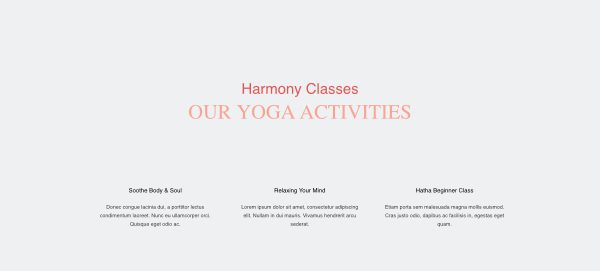 Harmony Classes
OUR YOGA ACTIVITIES
Soothe Body & Soul
Donec congue lacinia dui, a porttitor lectus
condimentum laoreet. Nunc eu ullamcorper orci.
Quisque eget odio ac.
Relaxing Your Mind
Lorem ipsum dolor sit amet, consectetur adipiscing
elit. Nullam in dui mauris. Vivamus hendrerit arcu
sederat.
Hatha Beginner Class
Etiam porta sem malesuada magna mollis euismod.
Cras justo odio, dapibus ac facilisis in, egestas eget
quam.